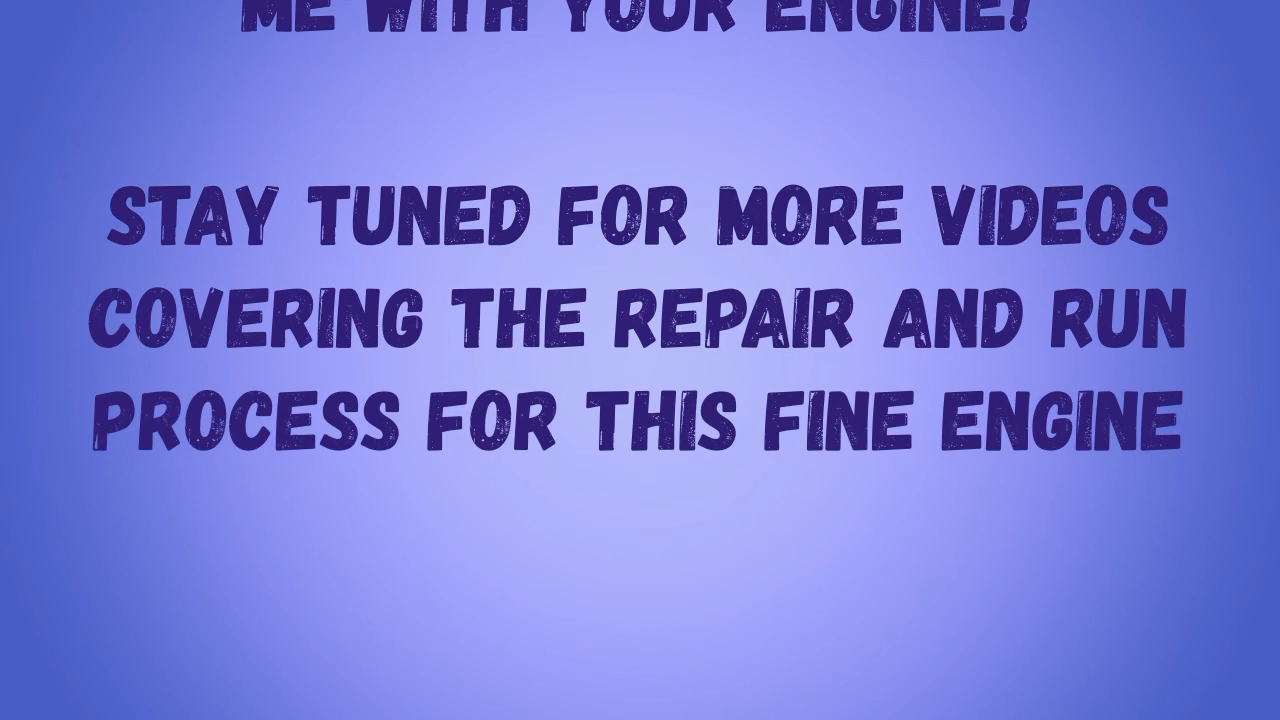 ME WITH YOUR ENGINE!
STAY TUNED FOR MORE VIDEOS
COVERING THE REPAIR AND RUN
PROCESS FOR THIS FINE ENGINE